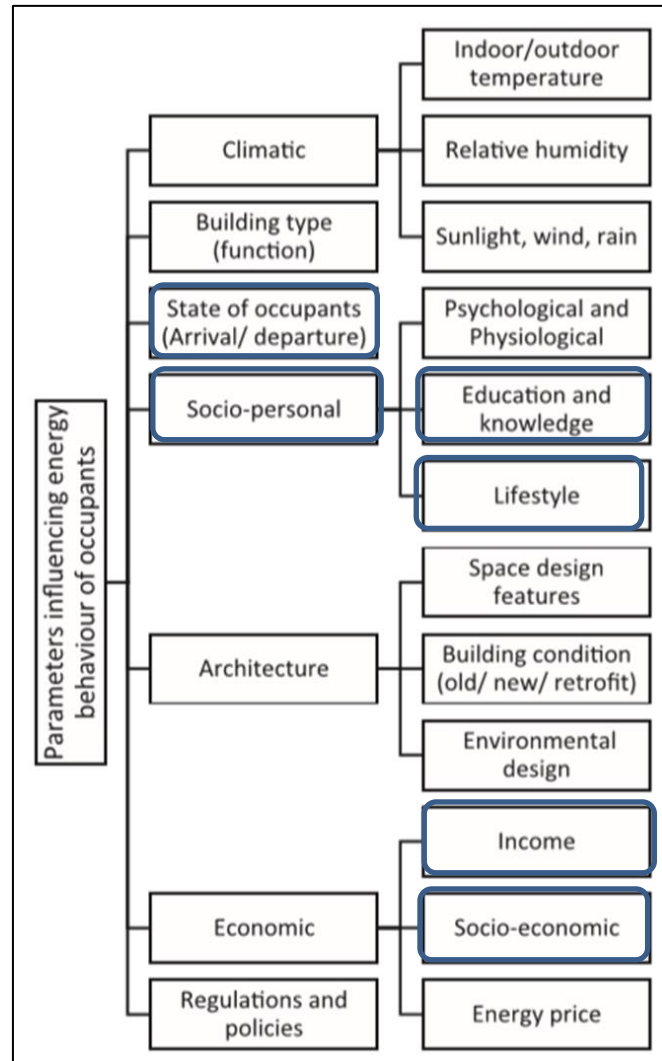 Parameters influencing energy
behaviour of occupants
Climatic
Indoor/outdoor
temperature
Relative humidity
Sunlight, wind, rain
Building type
(function)
State of occupants
(Arrival/ departure)
Socio-personal
Psychological and
Physiological
Education and
knowledge
Lifestyle
Architecture
Space design
features
Building condition
(old/ new/ retrofit)
Environmental
design
Economic
Income
Socio-economic
Energy price
Regulations and
policies